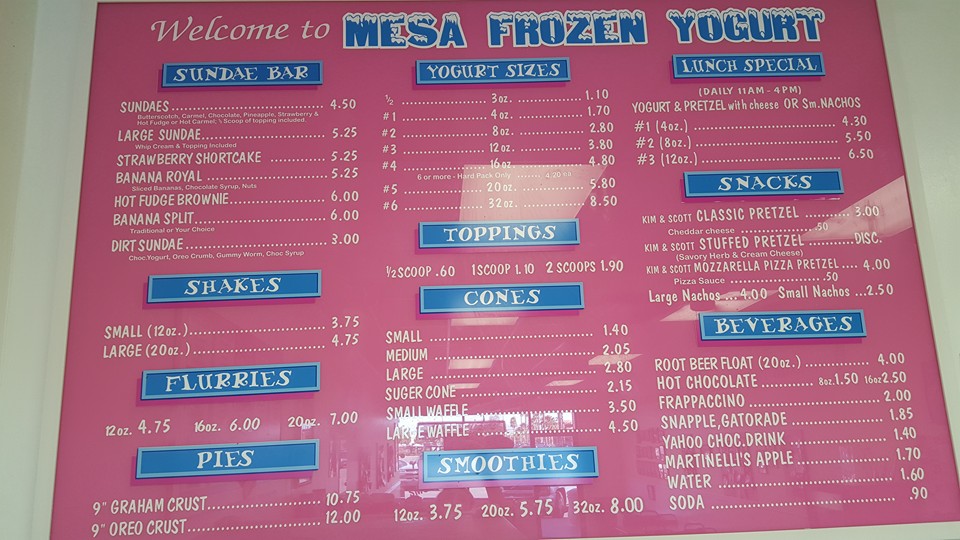 Welcome to MESA FROZEN YOGURT
SUNDAE BAR
SUNDAES 4.50
Butterscotch, Carmel, Chocolate, Pineapple, Strawberry &
Hot Fudge or Hot Carmel, ½ Scoop of topping included
LARGE SUNDAE 5.25
Whip Cream & Topping Included
STRAWBERRY SHORTCAKE 5.25
BANANA ROYAL 5.25
Sliced Bananas, Chocolate Syrup, Nuts
HOT FUDGE BROWNIE 6.00
BANANA SPLIT 6.00
Traditional or Your Choice
DIRT SUNDAE 3.00
Choc.Yogurt, Oreo Crumb, Gummy Worm, Choc Syrup
SHAKES
SMALL (12oz.) 3.75
LARGE (20oz.) 4.75
FLURRIES
12oz. 4.75 16oz. 6.00 20oz. 7.00
PIES
9" GRAHAM CRUST 10.75
9" OREO CRUST 12.00
YOGURT SIZES
½ 3oz. 1.10
#1 4oz. 1.70
#2 8oz. 2.80
#3 12oz. 3.80
#4 16oz 4.80
6 or more - Hard Pack Only 4.20 ea
#5 20oz. 5.80
#6 32oz. 8.50
TOPPINGS
½ SCOOP .60 1 SCOOP 1.10 2 SCOOPS 1.90
CONES
SMALL 1.40
MEDIUM 2.05
LARGE 2.80
SUGER CONE 2.15
SMALL WAFFLE 3.50
LARGE WAFFLE 4.50
SMOOTHIES
12oz. 3.75 20oz. 5.75 32oz. 8.00
LUNCH SPECIAL
(DAILY 11AM - 4PM)
YOGURT & PRETZEL with cheese OR Sm.NACHOS
#1 (4oz.) 4.30
#2 (8oz.) 5.50
#3 (12oz.) 6.50
SNACKS
KIM & SCOTT CLASSIC PRETZEL 3.00
Cheddar cheese .50
KIM & SCOTT STUFFED PRETZEL DISC.
(Savory Herb & Cream Cheese)
KIM & SCOTT MOZZARELLA PIZZA PRETZEL 4.00
Pizza Sauce .50
Large Nachos 4.00 Small Nachos 2.50
BEVERAGES
ROOT BEER FLOAT (20oz.) 4.00
HOT CHOCOLATE 8oz 1.50 16oz 2.50
FRAPPACCINO 2.00
SNAPPLE,GATORADE 1.85
YAHOO CHOC.DRINK 1.40
MARTINELLI'S APPLE 1.70
WATER 1.60
SODA .90